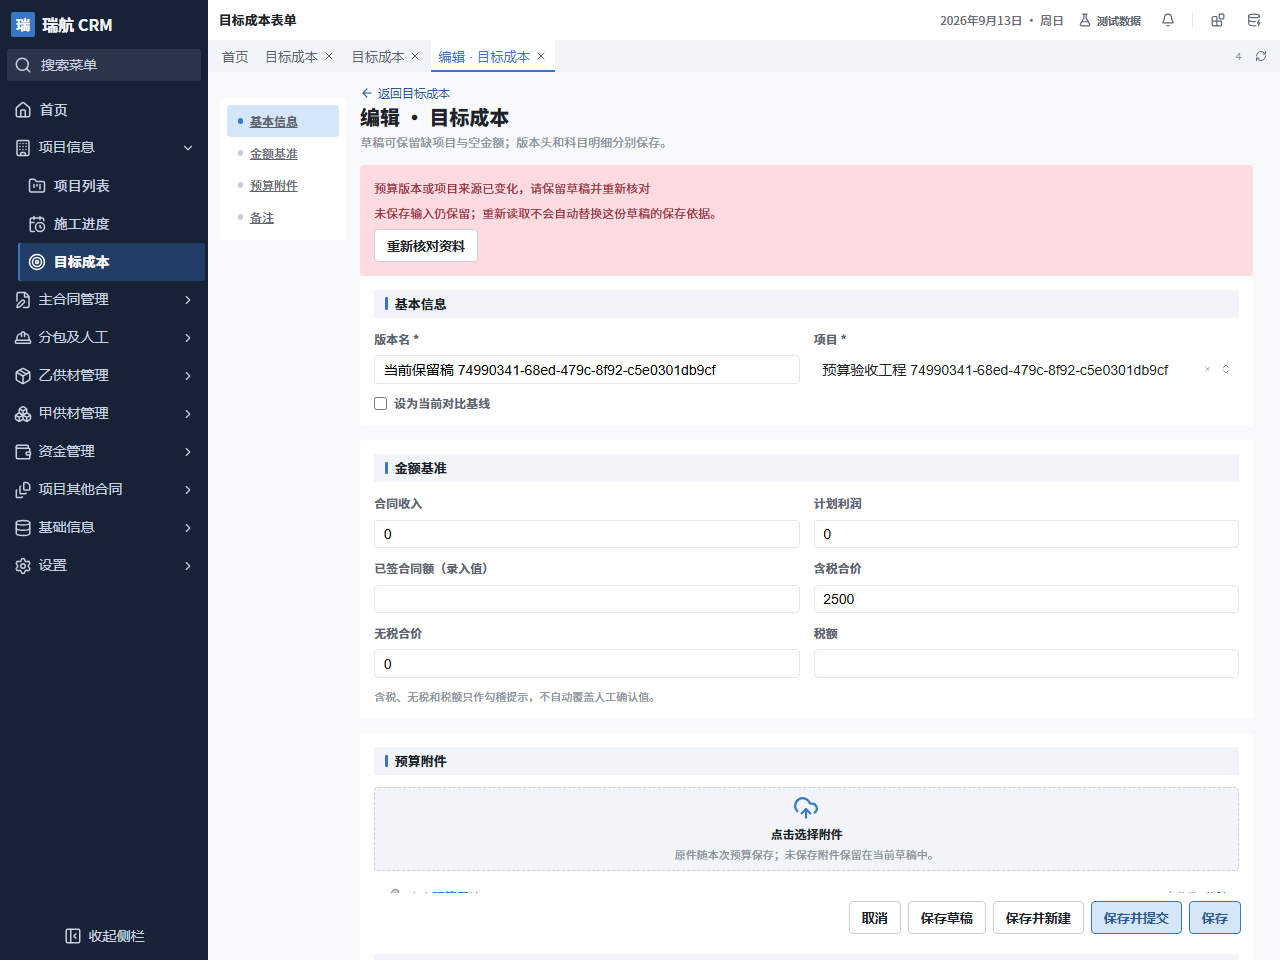 瑞 瑞航 CRM
搜索菜单
首页
项目信息
项目列表
施工进度
目标成本
主合同管理
分包及人工
乙供材管理
甲供材管理
资金管理
项目其他合同
基础信息
设置
收起侧栏
目标成本表单
2026年9月13日 · 周日 测试数据
首页 目标成本 × 目标成本 × 编辑 · 目标成本 ×
4
基本信息
金额基准
预算附件
备注
← 返回目标成本
编辑 · 目标成本
草稿可保留缺项目与空金额；版本头和科目明细分别保存。
预算版本或项目来源已变化，请保留草稿并重新核对
未保存输入仍保留；重新读取不会自动替换这份草稿的保存依据。
重新核对资料
基本信息
版本名 * 项目 *
当前保留稿 74990341-68ed-479c-8f92-c5e0301db9cf 预算验收工程 74990341-68ed-479c-8f92-c5e0301db9cf ×
设为当前对比基线
金额基准
合同收入 计划利润
0 0
已签合同额（录入值） 含税合价
2500
无税合价 税额
0
含税、无税和税额只作勾稽提示，不自动覆盖人工确认值。
预算附件
点击选择附件
原件随本次预算保存；未保存附件保留在当前草稿中。
取消 保存草稿 保存并新建 保存并提交 保存